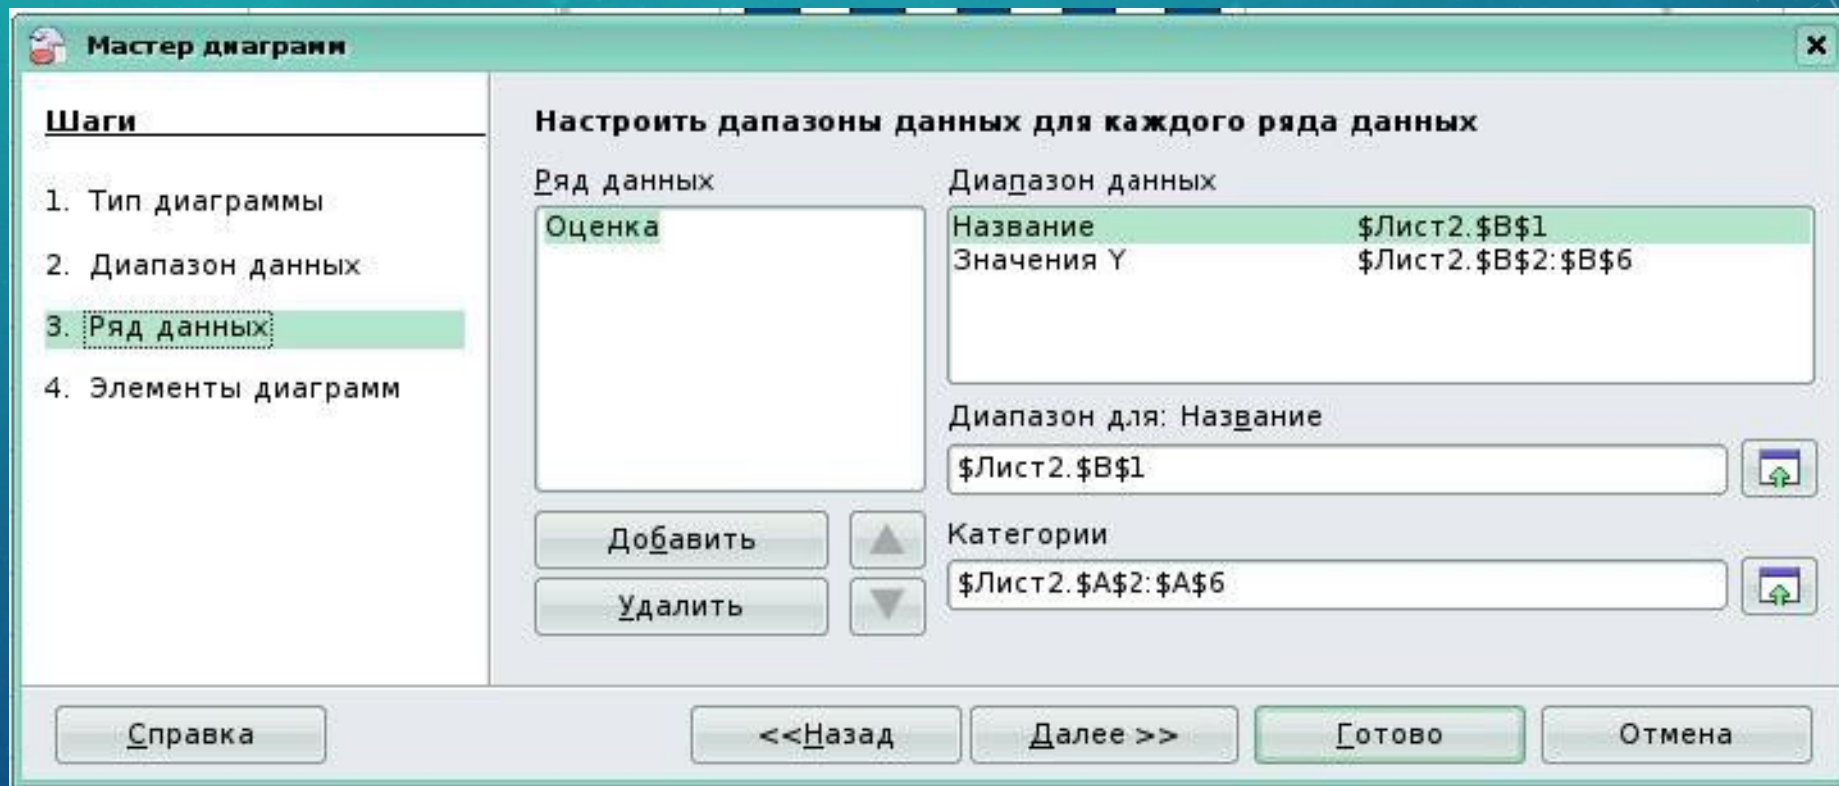 Мастер диаграмм
Шаги
1. Тип диаграммы
2. Диапазон данных
3. Ряд данных
4. Элементы диаграмм
Настроить дапазоны данных для каждого ряда данных
Ряд данных
Оценка
Добавить
Удалить
Диапазон данных
Название $Лист2.$B$1
Значения Y $Лист2.$B$2:$B$6
Диапазон для: Название
$Лист2.$B$1
Категории
$Лист2.$A$2:$A$6
Справка
<<Назад
Далее >>
Готово
Отмена